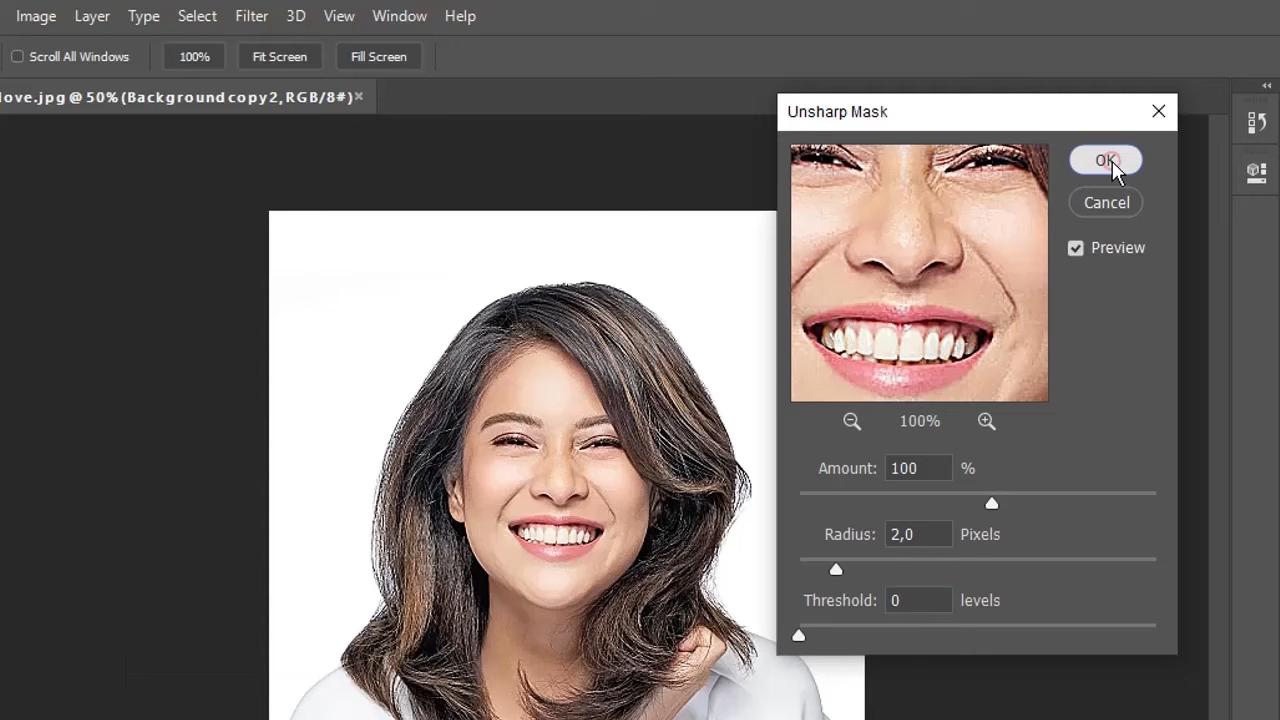 Image Layer Type Select Filter 3D View Window Help
Scroll All Windows 100% Fit Screen Fill Screen
love.jpg @ 50% (Background copy 2, RGB/8#) ×
Unsharp Mask
OK
Cancel
Preview
100%
Amount: 100 %
Radius: 2,0 Pixels
Threshold: 0 levels